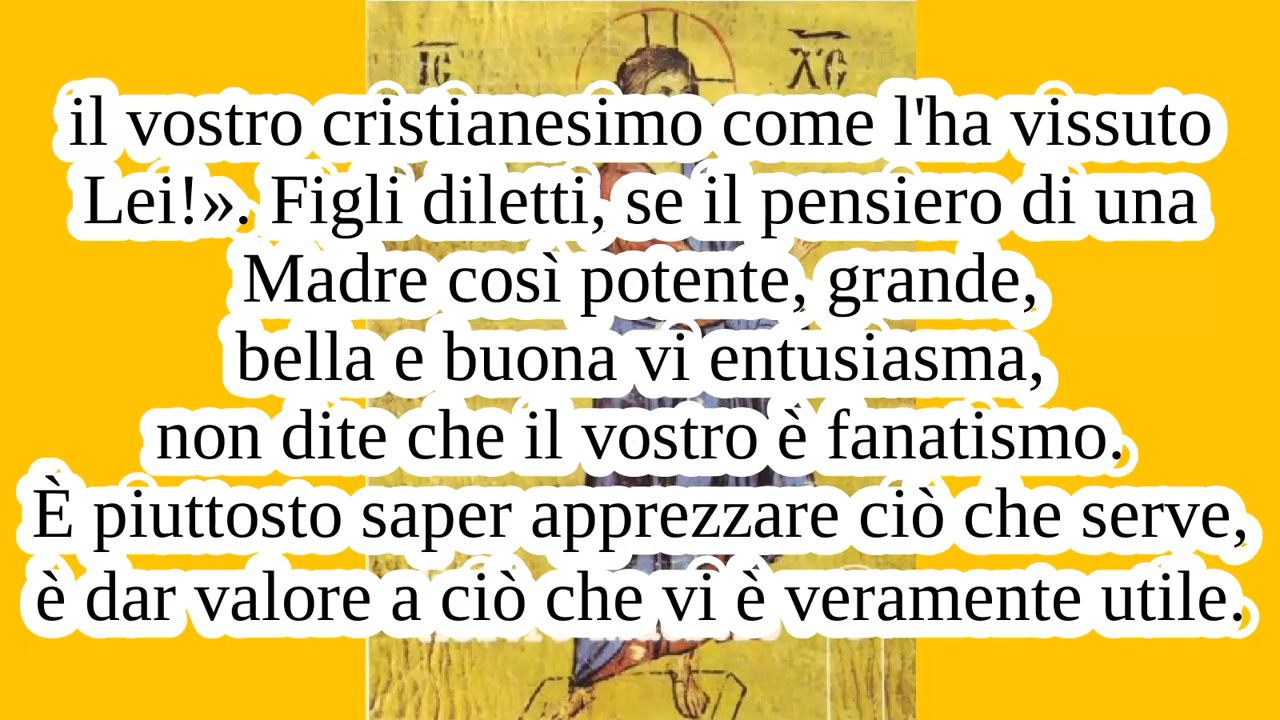 IC XC
il vostro cristianesimo come l'ha vissuto
Lei!». Figli diletti, se il pensiero di una
Madre così potente, grande,
bella e buona vi entusiasma,
non dite che il vostro è fanatismo.
È piuttosto saper apprezzare ciò che serve,
è dar valore a ciò che vi è veramente utile.